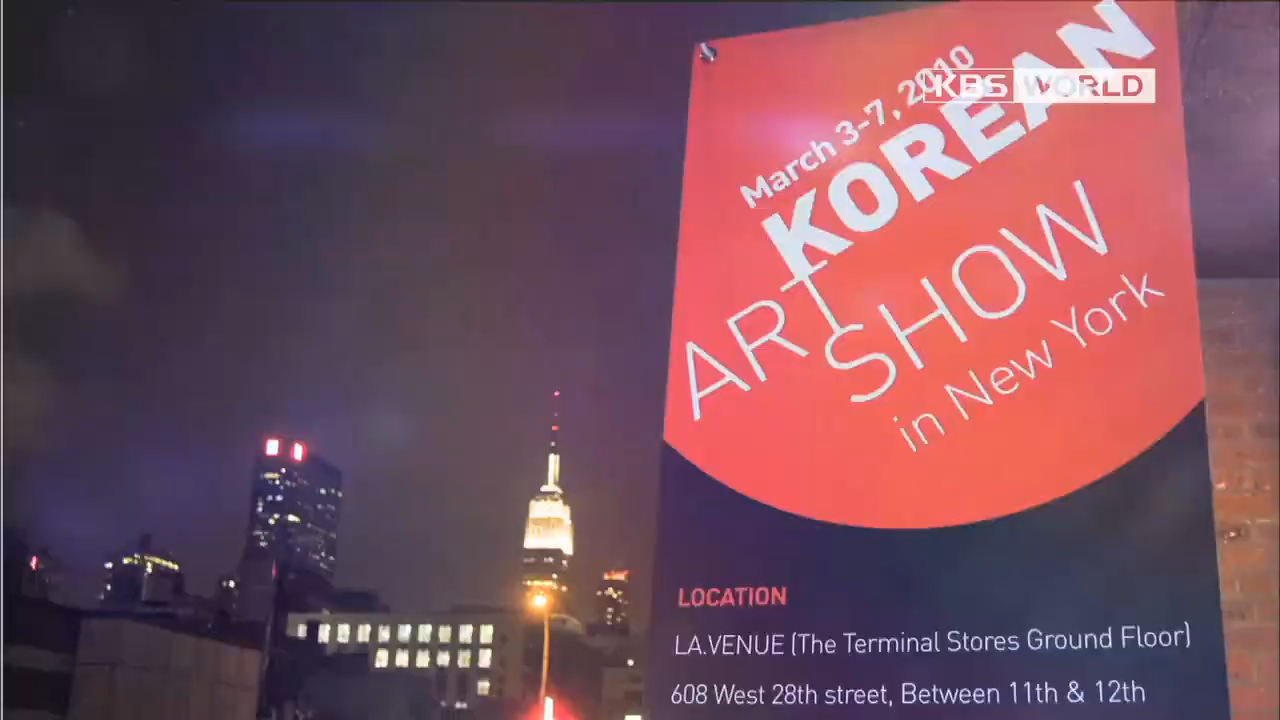 KBS WORLD
March 3-7, 2010
KOREAN
ART SHOW
in New York
LOCATION
LA.VENUE (The Terminal Stores Ground Floor)
608 West 28th street, Between 11th & 12th